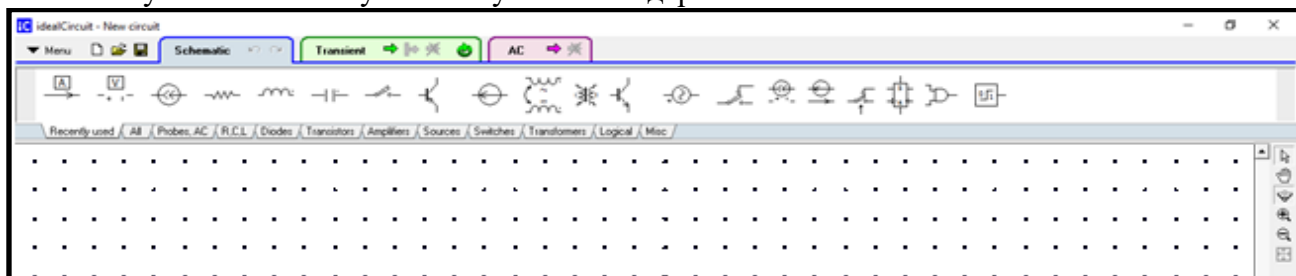 idealCircuit - New circuit
Menu Schematic Transient AC
A V
Recently used All Probes, AC R,C,L Diodes Transistors Amplifiers Sources Switches Transformers Logical Misc